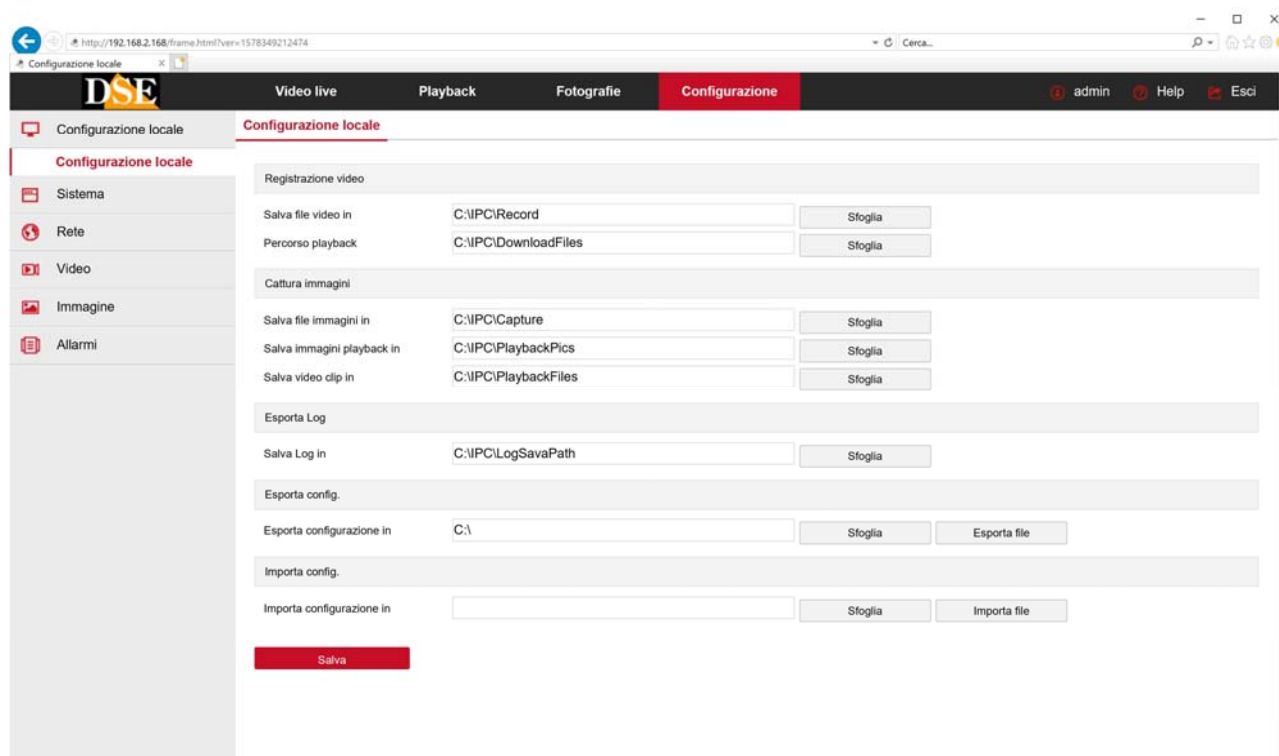 http://192.168.2.168/frame.html?ver=1578349212474
Cerca...
Configurazione locale
DSE
Video live
Playback
Fotografie
Configurazione
admin
Help
Esci
Configurazione locale
Configurazione locale
Sistema
Rete
Video
Immagine
Allarmi
Configurazione locale
Registrazione video
Salva file video in C:\IPC\Record Sfoglia
Percorso playback C:\IPC\DownloadFiles Sfoglia
Cattura immagini
Salva file immagini in C:\IPC\Capture Sfoglia
Salva immagini playback in C:\IPC\PlaybackPics Sfoglia
Salva video clip in C:\IPC\PlaybackFiles Sfoglia
Esporta Log
Salva Log in C:\IPC\LogSavaPath Sfoglia
Esporta config.
Esporta configurazione in C:\ Sfoglia Esporta file
Importa config.
Importa configurazione in Sfoglia Importa file
Salva